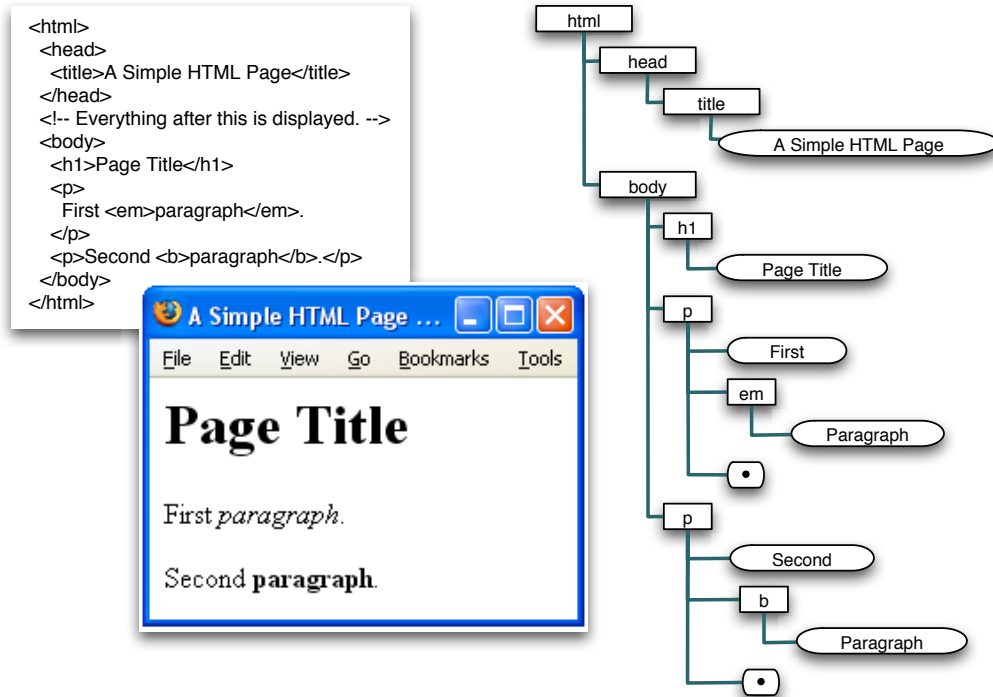 <html>
<head>
<title>A Simple HTML Page</title>
</head>
<!-- Everything after this is displayed. -->
<body>
<h1>Page Title</h1>
<p>
First <em>paragraph</em>.
</p>
<p>Second <b>paragraph</b>.</p>
</body>
</html>
A Simple HTML Page ...
File Edit View Go Bookmarks Tools
Page Title
First paragraph.
Second paragraph.
html
head
title
A Simple HTML Page
body
h1
Page Title
p
First
em
Paragraph
•
p
Second
b
Paragraph
•